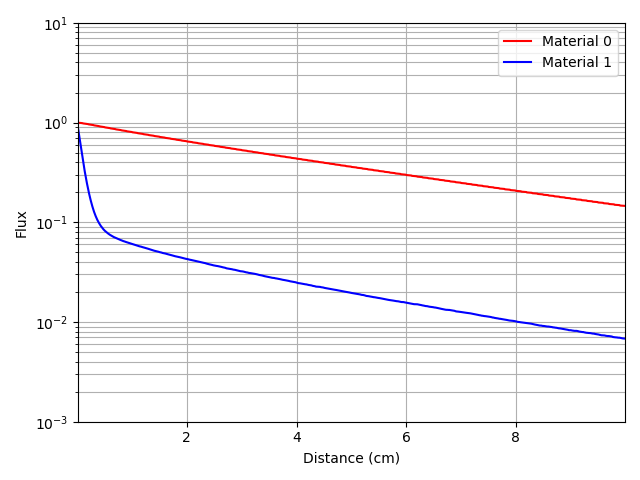 10¹
Material 0
Material 1
10⁰
Flux
10⁻¹
10⁻²
10⁻³
2 4 6 8
Distance (cm)